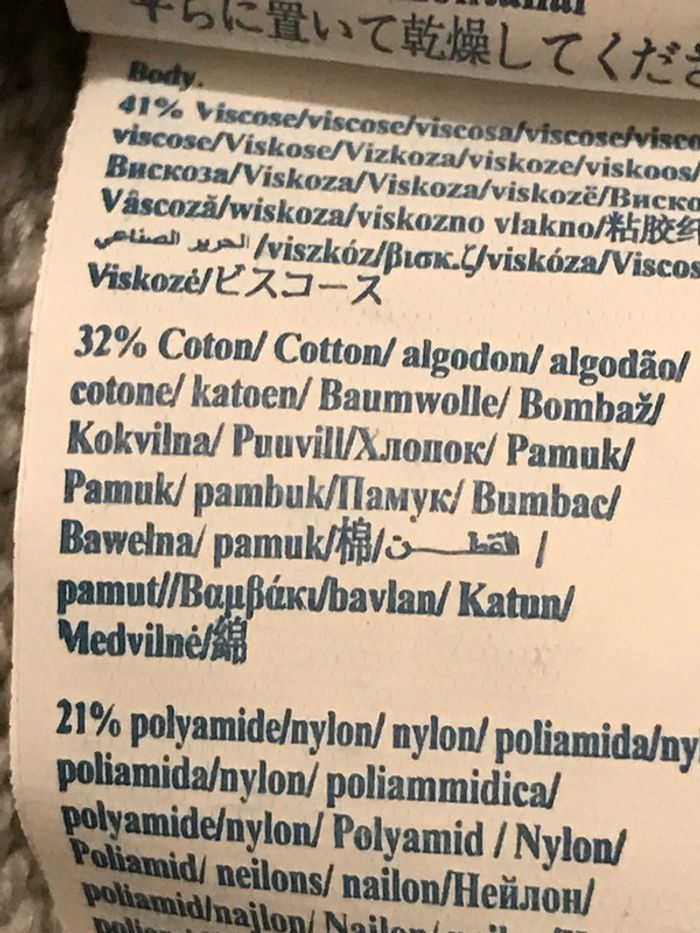 平らに置いて乾燥してくださ
Body.
41% Viscose/viscose/viscosa/viscose/visco
viscose/Viskose/Vizkoza/viskoze/viskoos/
Вискоза/Viskoza/Viskoza/viskozë/Виско
Vâscoză/wiskoza/viskozno vlakno/粘胶纤
الحرير الصناعي/viszkóz/βισκ.ζ/viskóza/Viscos
Viskozė/ビスコース
32% Coton/ Cotton/ algodon/ algodão/
cotone/ katoen/ Baumwolle/ Bombaž/
Kokvilna/ Puuvill/Хлопок/ Pamuk/
Pamuk/ pambuk/Памук/ Bumbac/
Bawełna/ pamuk/棉/القطــــن /
pamut//Βαμβάκι/bavlan/ Katun/
Medvilnė/綿
21% polyamide/nylon/ nylon/ poliamida/ny
poliamida/nylon/ poliammidica/
polyamide/nylon/ Polyamid / Nylon/
Poliamid/ neilons/ nailon/Нейлон/
poliamid/najlon/ Nailon/